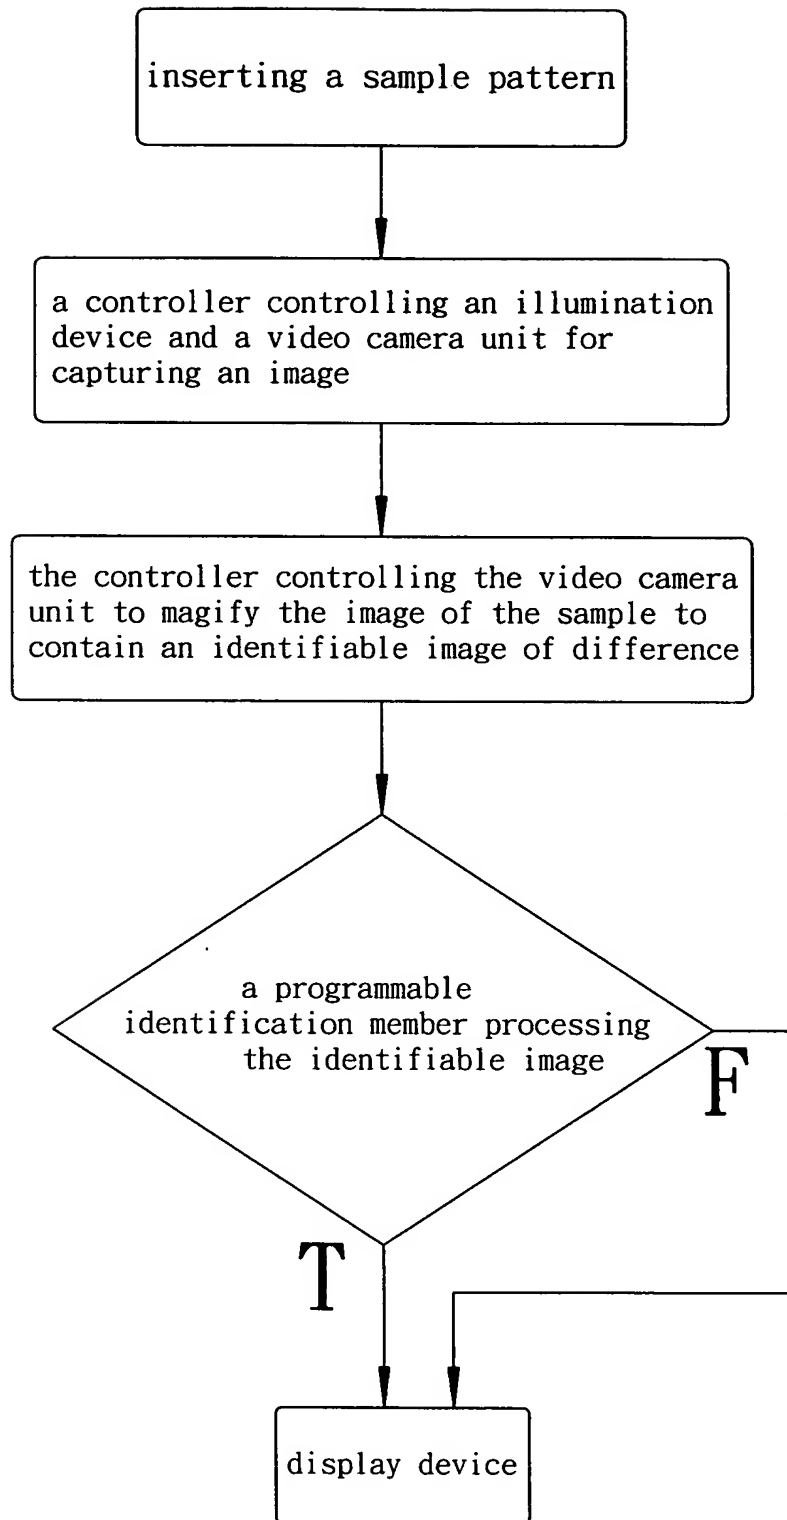 inserting a sample pattern
a controller controlling an illumination
device and a video camera unit for
capturing an image
the controller controlling the video camera
unit to magify the image of the sample to
contain an identifiable image of difference
a programmable
identification member processing
the identifiable image
F
T
display device